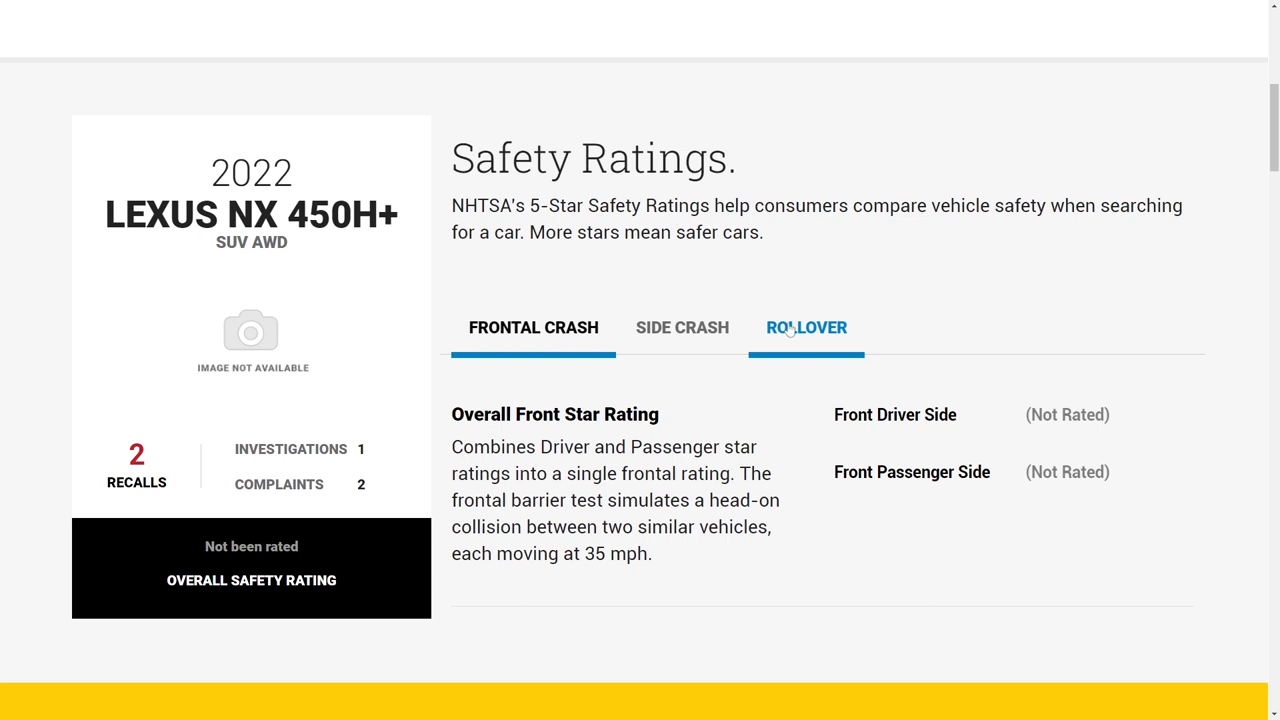 2022
LEXUS NX 450H+
SUV AWD
IMAGE NOT AVAILABLE
2
RECALLS
INVESTIGATIONS 1
COMPLAINTS 2
Not been rated
OVERALL SAFETY RATING
Safety Ratings.
NHTSA's 5-Star Safety Ratings help consumers compare vehicle safety when searching
for a car. More stars mean safer cars.
FRONTAL CRASH SIDE CRASH ROLLOVER
Overall Front Star Rating
Combines Driver and Passenger star
ratings into a single frontal rating. The
frontal barrier test simulates a head-on
collision between two similar vehicles,
each moving at 35 mph.
Front Driver Side (Not Rated)
Front Passenger Side (Not Rated)